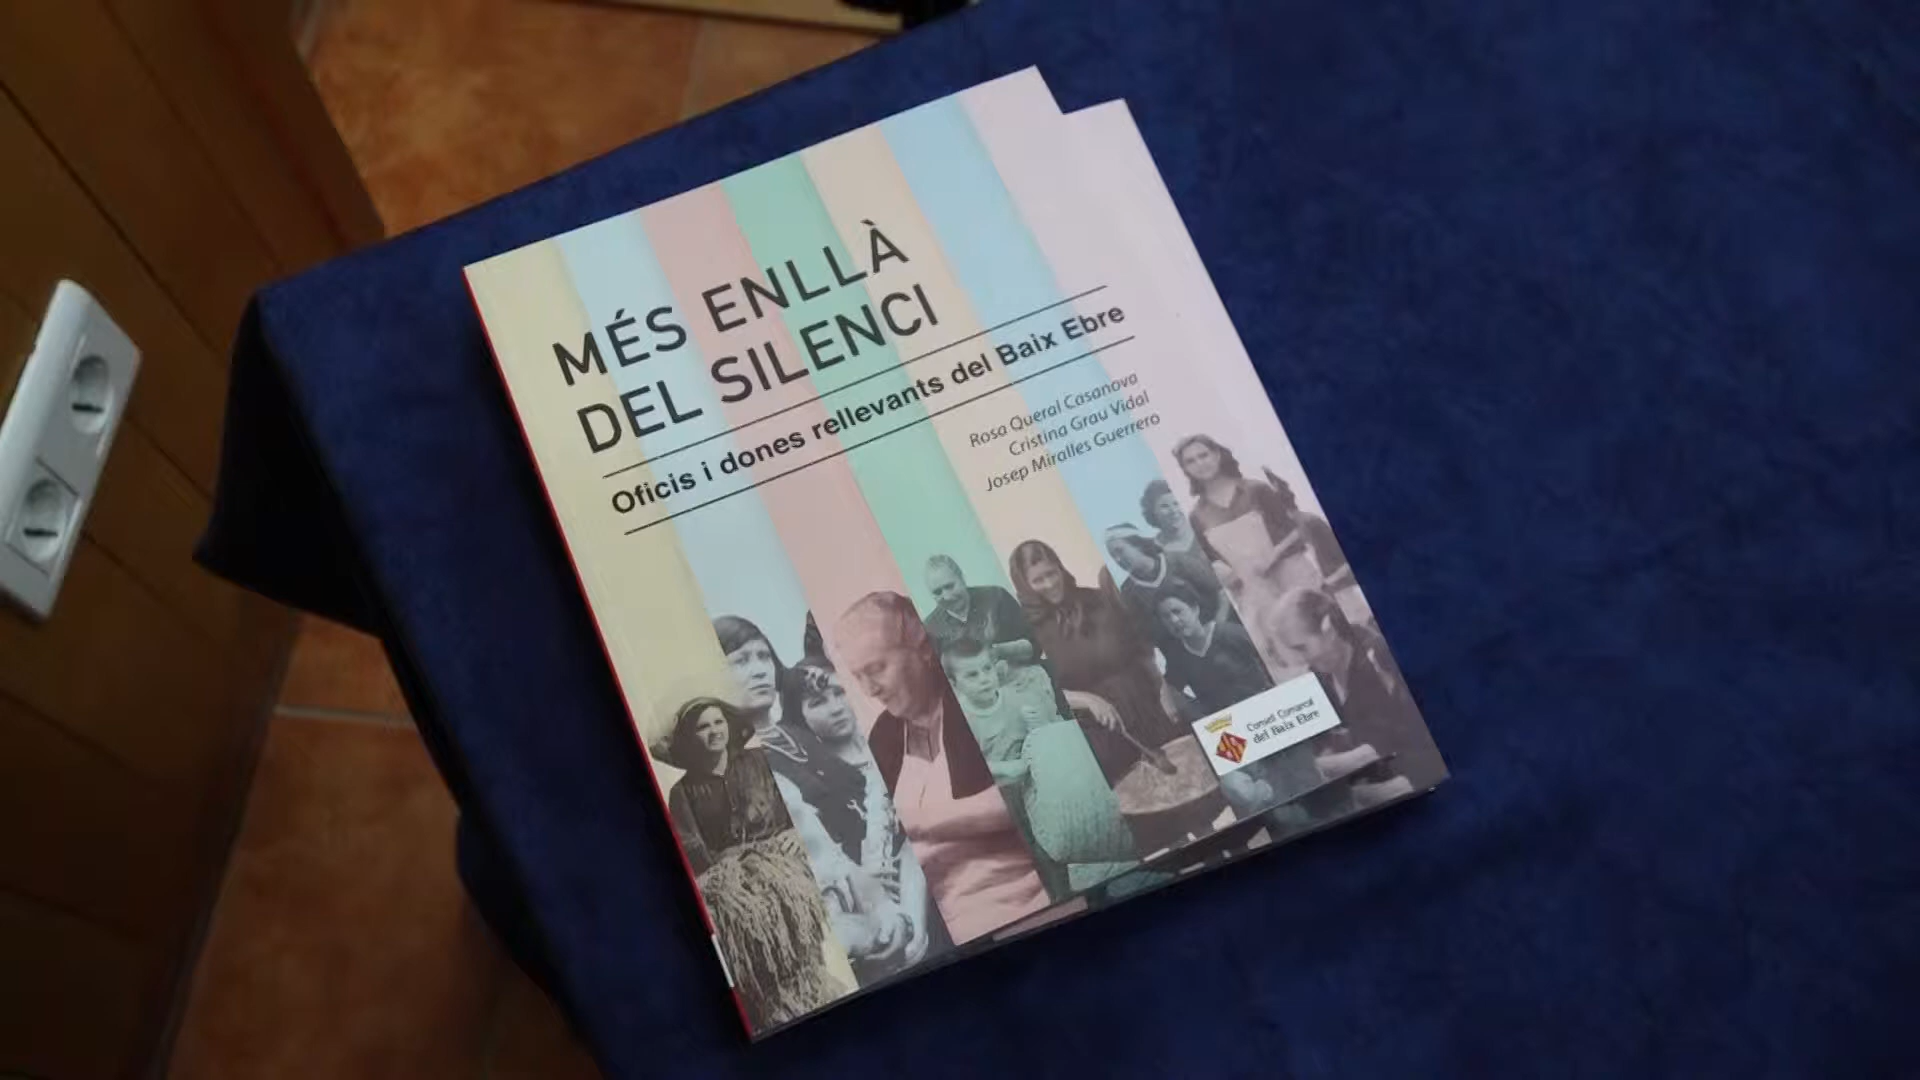 MÉS ENLLÀ
DEL SILENCI
Oficis i dones rellevants del Baix Ebre
Rosa Queral Casanova
Cristina Grau Vidal
Josep Miralles Guerrero
Consell Comarcal
del Baix Ebre